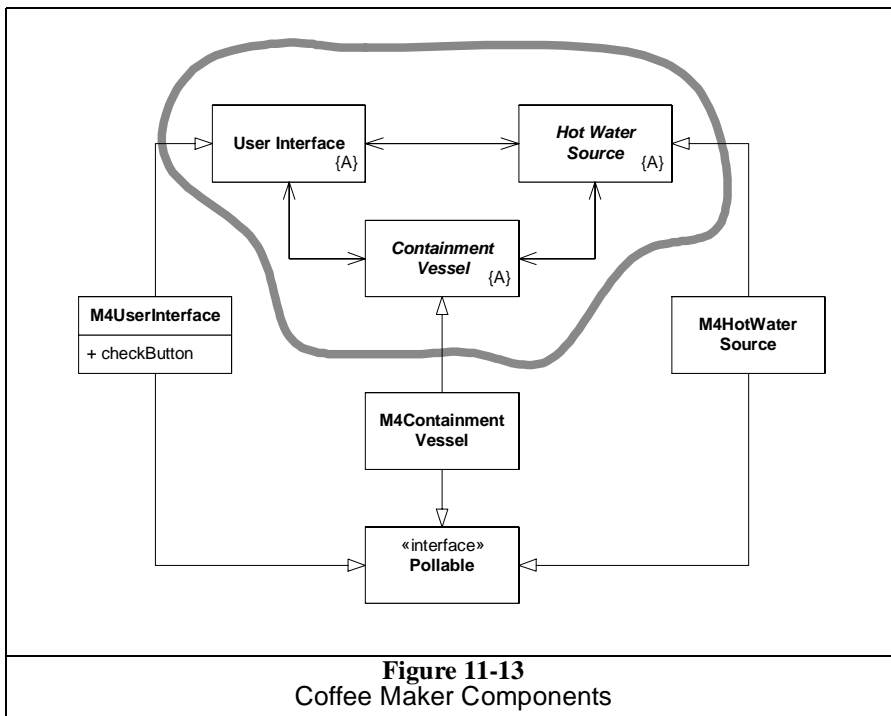 User Interface
{A}
Hot Water
Source
{A}
Containment
Vessel
{A}
M4UserInterface
+ checkButton
M4HotWater
Source
M4Containment
Vessel
«interface»
Pollable
Figure 11-13
Coffee Maker Components